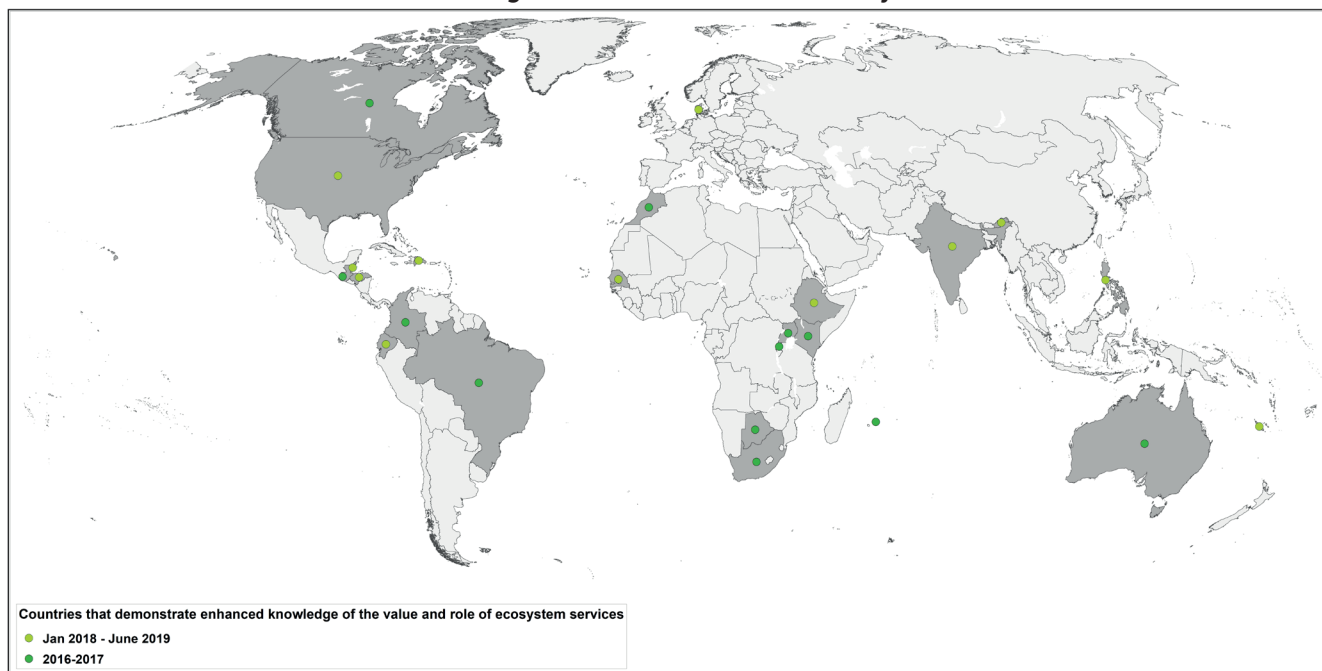 Countries that demonstrate enhanced knowledge of the value and role of ecosystem services
Jan 2018 - June 2019
2016-2017